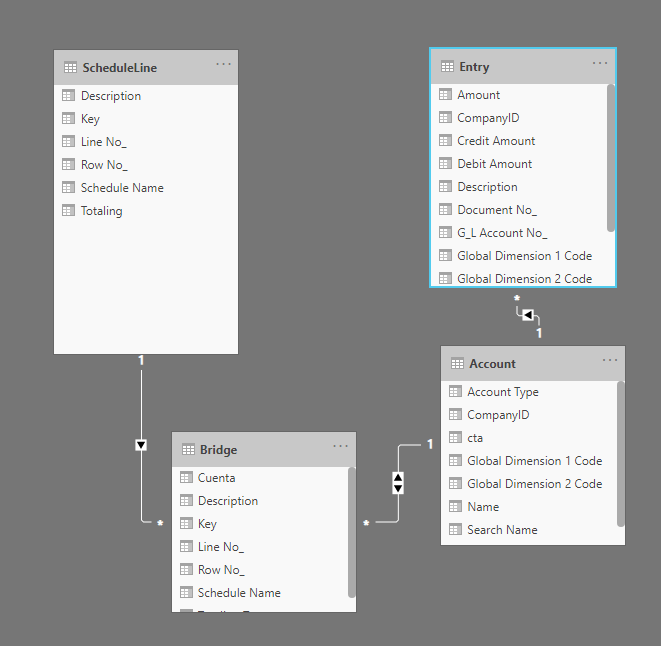 ScheduleLine
Description
Key
Line No_
Row No_
Schedule Name
Totaling
Entry
Amount
CompanyID
Credit Amount
Debit Amount
Description
Document No_
G_L Account No_
Global Dimension 1 Code
Global Dimension 2 Code
*
1
1
Account
Account Type
CompanyID
cta
Global Dimension 1 Code
Global Dimension 2 Code
Name
Search Name
1
*
*
Bridge
Cuenta
Description
Key
Line No_
Row No_
Schedule Name